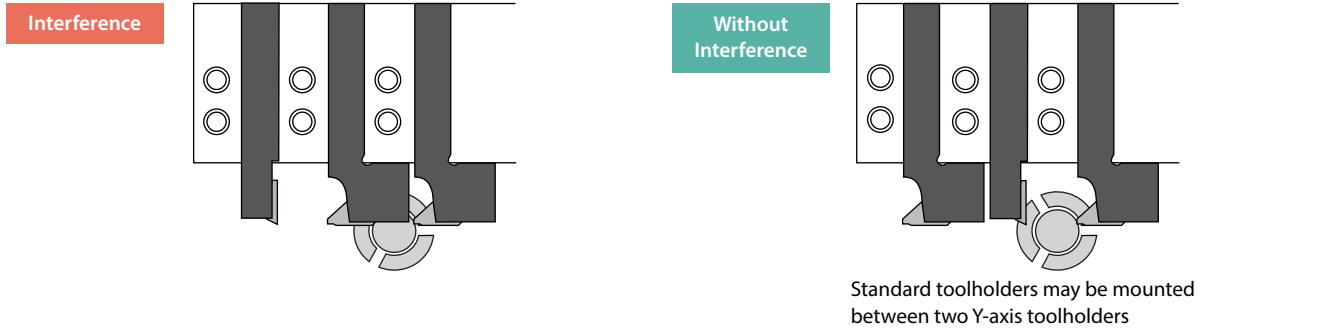 Interference
Without
Interference
Standard toolholders may be mounted
between two Y-axis toolholders